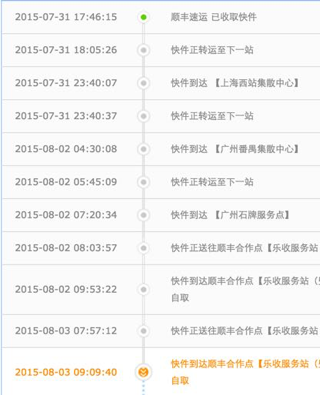 2015-07-31 17:46:15 顺丰速运 已收取快件
2015-07-31 18:05:26 快件正转运至下一站
2015-07-31 23:40:07 快件到达 【上海西站集散中心】
2015-07-31 23:40:37 快件正转运至下一站
2015-08-02 04:30:08 快件到达 【广州番禺集散中心】
2015-08-02 05:45:09 快件正转运至下一站
2015-08-02 07:20:34 快件到达 【广州石牌服务点】
2015-08-02 08:03:57 快件正送往顺丰合作点【乐收服务站
2015-08-02 09:53:22 快件到达顺丰合作点【乐收服务站（
自取
2015-08-03 07:57:12 快件正送往顺丰合作点【乐收服务站
2015-08-03 09:09:40 快件到达顺丰合作点【乐收服务站（
自取